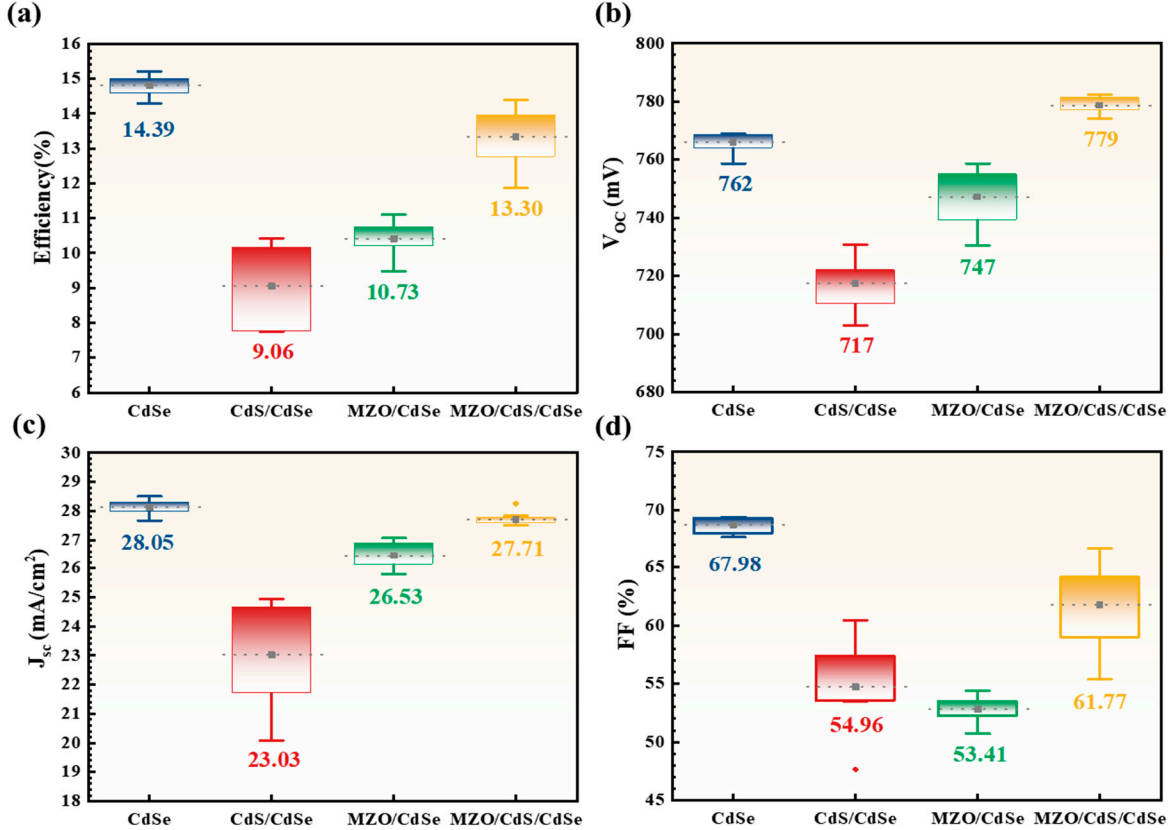 (a)
Efficiency(%)
16
15
14
13
12
11
10
9
8
7
6
14.39
9.06
10.73
13.30
CdSe
CdS/CdSe
MZO/CdSe
MZO/CdS/CdSe
(b)
V_OC (mV)
800
780
760
740
720
700
680
762
717
747
779
CdSe
CdS/CdSe
MZO/CdSe
MZO/CdS/CdSe
(c)
J_sc (mA/cm²)
30
29
28
27
26
25
24
23
22
21
20
19
18
28.05
23.03
26.53
27.71
CdSe
CdS/CdSe
MZO/CdSe
MZO/CdS/CdSe
(d)
FF (%)
75
70
65
60
55
50
45
67.98
54.96
53.41
61.77
CdSe
CdS/CdSe
MZO/CdSe
MZO/CdS/CdSe